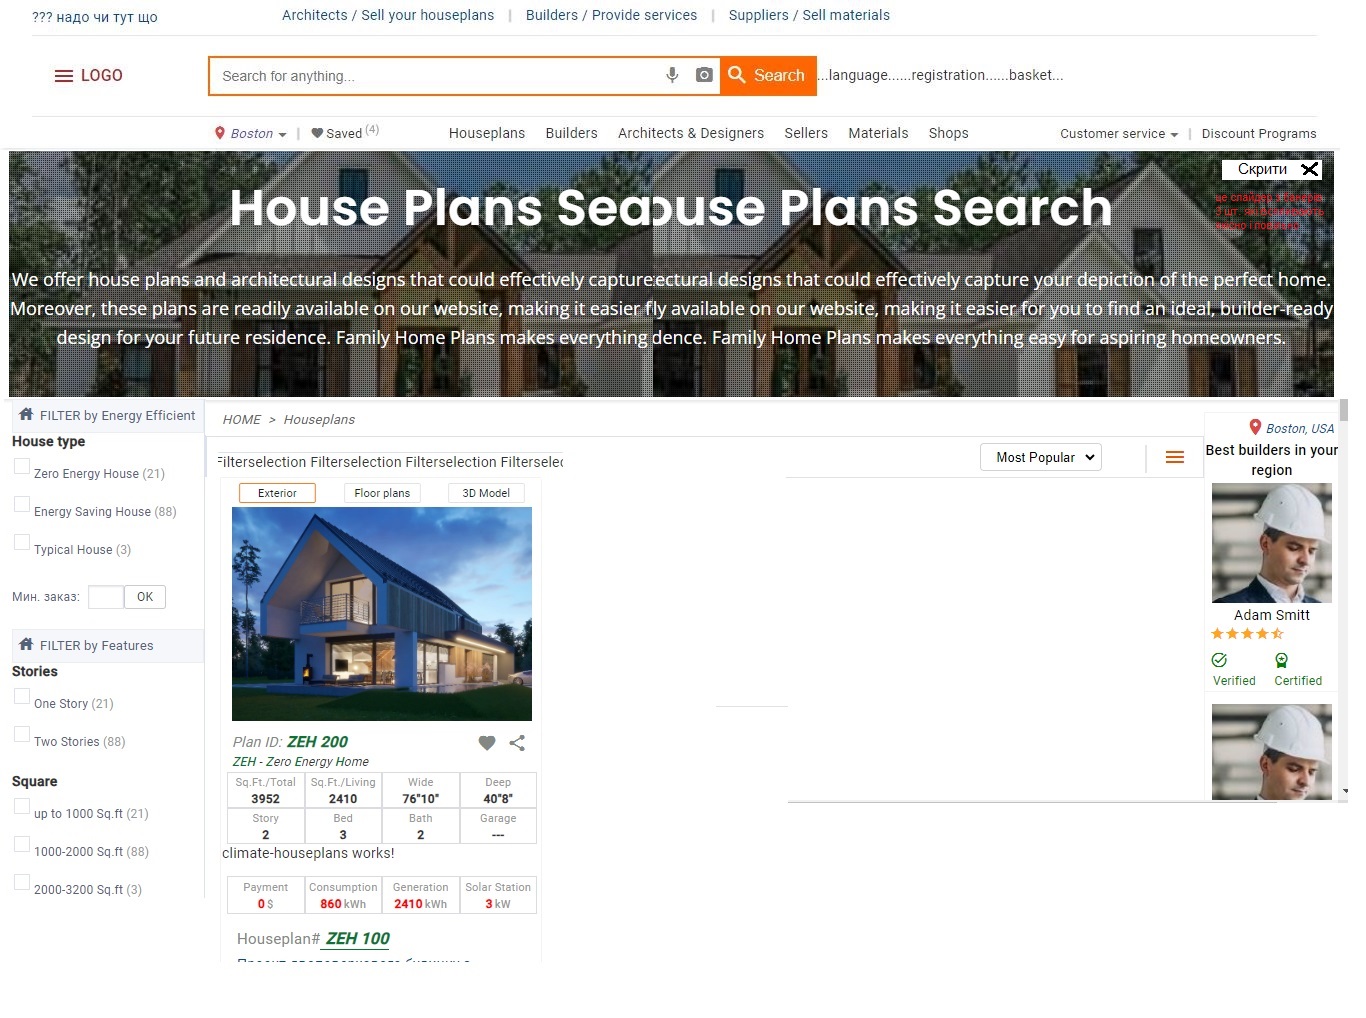 ??? надо чи тут що
Architects / Sell your houseplans | Builders / Provide services | Suppliers / Sell materials
LOGO
Search for anything...
Search
...language......registration......basket...
Boston | Saved (4)
Houseplans Builders Architects & Designers Sellers Materials Shops
Customer service | Discount Programs
Скрити X
House Plans Seaouse Plans Search
We offer house plans and architectural designs that could effectively captureectural designs that could effectively capture your depiction of the perfect home.
Moreover, these plans are readily available on our website, making it easier fly available on our website, making it easier for you to find an ideal, builder-ready
design for your future residence. Family Home Plans makes everything dence. Family Home Plans makes everything easy for aspiring homeowners.
FILTER by Energy Efficient
House type
Zero Energy House (21)
Energy Saving House (88)
Typical House (3)
Мин. заказ: OK
FILTER by Features
Stories
One Story (21)
Two Stories (88)
Square
up to 1000 Sq.ft (21)
1000-2000 Sq.ft (88)
2000-3200 Sq.ft (3)
HOME > Houseplans
Filterselection Filterselection Filterselection Filterselec
Most Popular
Exterior Floor plans 3D Model
Plan ID: ZEH 200
ZEH - Zero Energy Home
Sq.Ft./Total Sq.Ft./Living Wide Deep
3952 2410 76"10" 40"8"
Story Bed Bath Garage
2 3 2 ---
climate-houseplans works!
Payment Consumption Generation Solar Station
0 $ 860 kWh 2410 kWh 3 kW
Houseplan# ZEH 100
Boston, USA
Best builders in your
region
Adam Smitt
Verified Certified